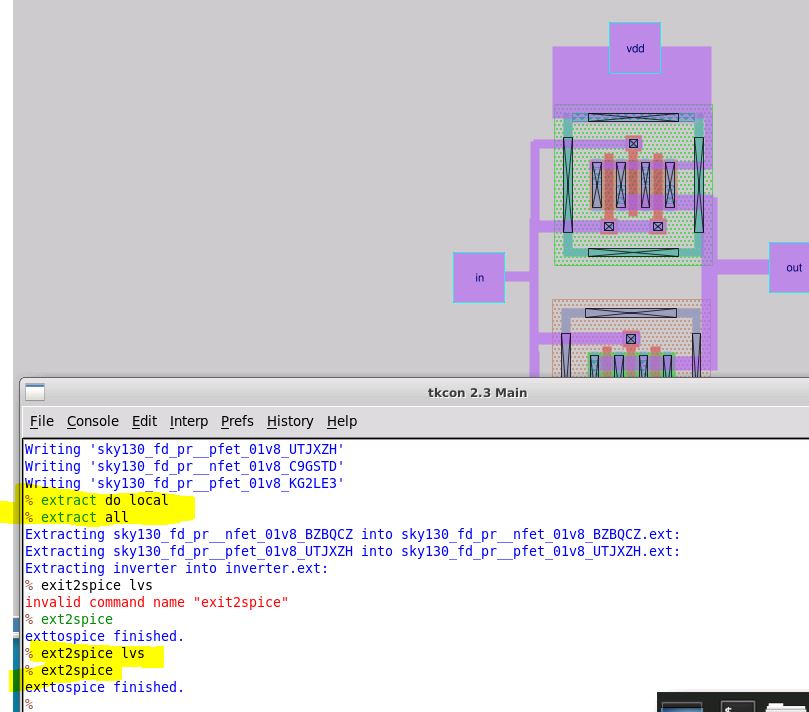 vdd
in
out
tkcon 2.3 Main
File Console Edit Interp Prefs History Help
Writing 'sky130_fd_pr__pfet_01v8_UTJXZH'
Writing 'sky130_fd_pr__nfet_01v8_C9GSTD'
Writing 'sky130_fd_pr__pfet_01v8_KG2LE3'
% extract do local
% extract all
Extracting sky130_fd_pr__nfet_01v8_BZBQCZ into sky130_fd_pr__nfet_01v8_BZBQCZ.ext:
Extracting sky130_fd_pr__pfet_01v8_UTJXZH into sky130_fd_pr__pfet_01v8_UTJXZH.ext:
Extracting inverter into inverter.ext:
% exit2spice lvs
invalid command name "exit2spice"
% ext2spice
exttospice finished.
% ext2spice lvs
% ext2spice
exttospice finished.
%
$